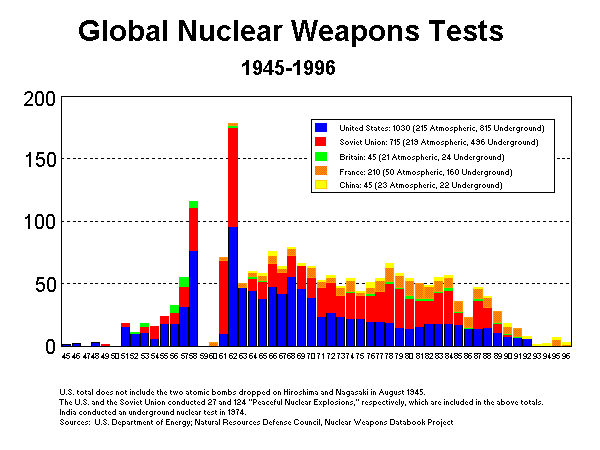 Global Nuclear Weapons Tests
1945-1996
200
150
100
50
0
United States: 1030 (215 Atmospheric, 815 Underground)
Soviet Union: 715 (219 Atmospheric, 496 Underground)
Britain: 45 (21 Atmospheric, 24 Underground)
France: 210 (50 Atmospheric, 160 Underground)
China: 45 (23 Atmospheric, 22 Underground)
45 46 47 48 49 50 51 52 53 54 55 56 57 58 59 60 61 62 63 64 65 66 67 68 69 70 71 72 73 74 75 76 77 78 79 80 81 82 83 84 85 86 87 88 89 90 91 92 93 94 95 96
U.S. total does not include the two atomic bombs dropped on Hiroshima and Nagasaki in August 1945.
The U.S. and the Soviet Union conducted 27 and 124 "Peaceful Nuclear Explosions," respectively, which are included in the above totals.
India conducted an underground nuclear test in 1974.
Sources: U.S. Department of Energy; Natural Resources Defense Council, Nuclear Weapons Databook Project